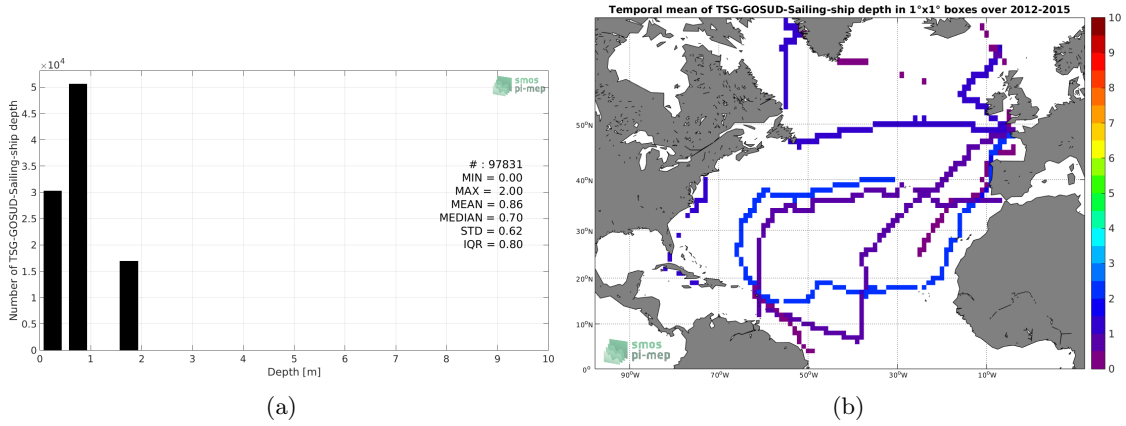 ×10⁴
5
4.5
4
3.5
3
2.5
2
1.5
1
0.5
0
Number of TSG-GOSUD-Sailing-ship depth
smos
pi-mep
# : 97831
MIN = 0.00
MAX = 2.00
MEAN = 0.86
MEDIAN = 0.70
STD = 0.62
IQR = 0.80
0 1 2 3 4 5 6 7 8 9 10
Depth [m]
(a)
Temporal mean of TSG-GOSUD-Sailing-ship depth in 1°x1° boxes over 2012-2015
50°N
40°N
30°N
20°N
10°N
0°
90°W 70°W 50°W 30°W 10°W
smos
pi-mep
10
9
8
7
6
5
4
3
2
1
0
(b)